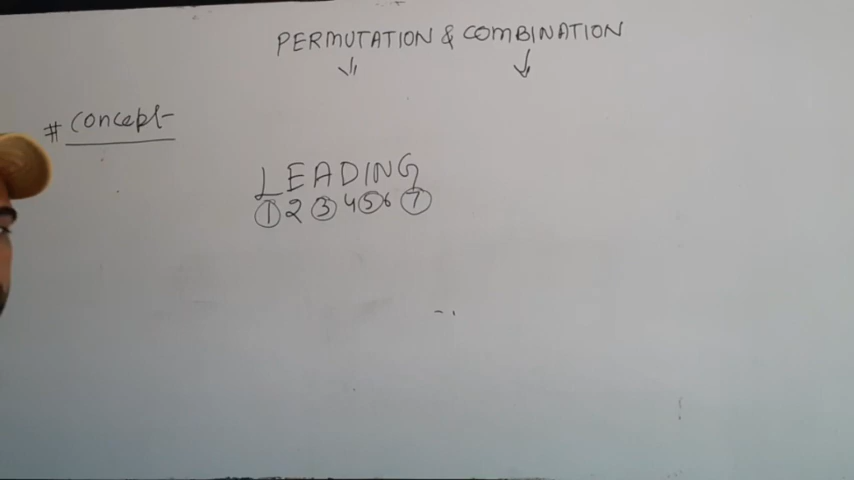 PERMUTATION & COMBINATION
# Concept-
LEADING
1 2 3 4 5 6 7